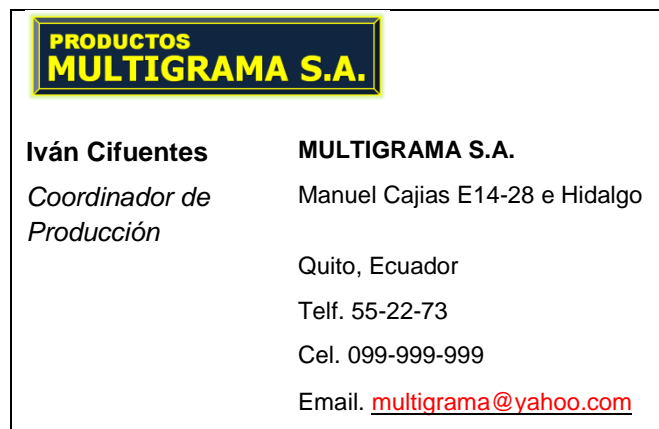 PRODUCTOS
MULTIGRAMA S.A.
Iván Cifuentes
Coordinador de
Producción
MULTIGRAMA S.A.
Manuel Cajias E14-28 e Hidalgo
Quito, Ecuador
Telf. 55-22-73
Cel. 099-999-999
Email. multigrama@yahoo.com